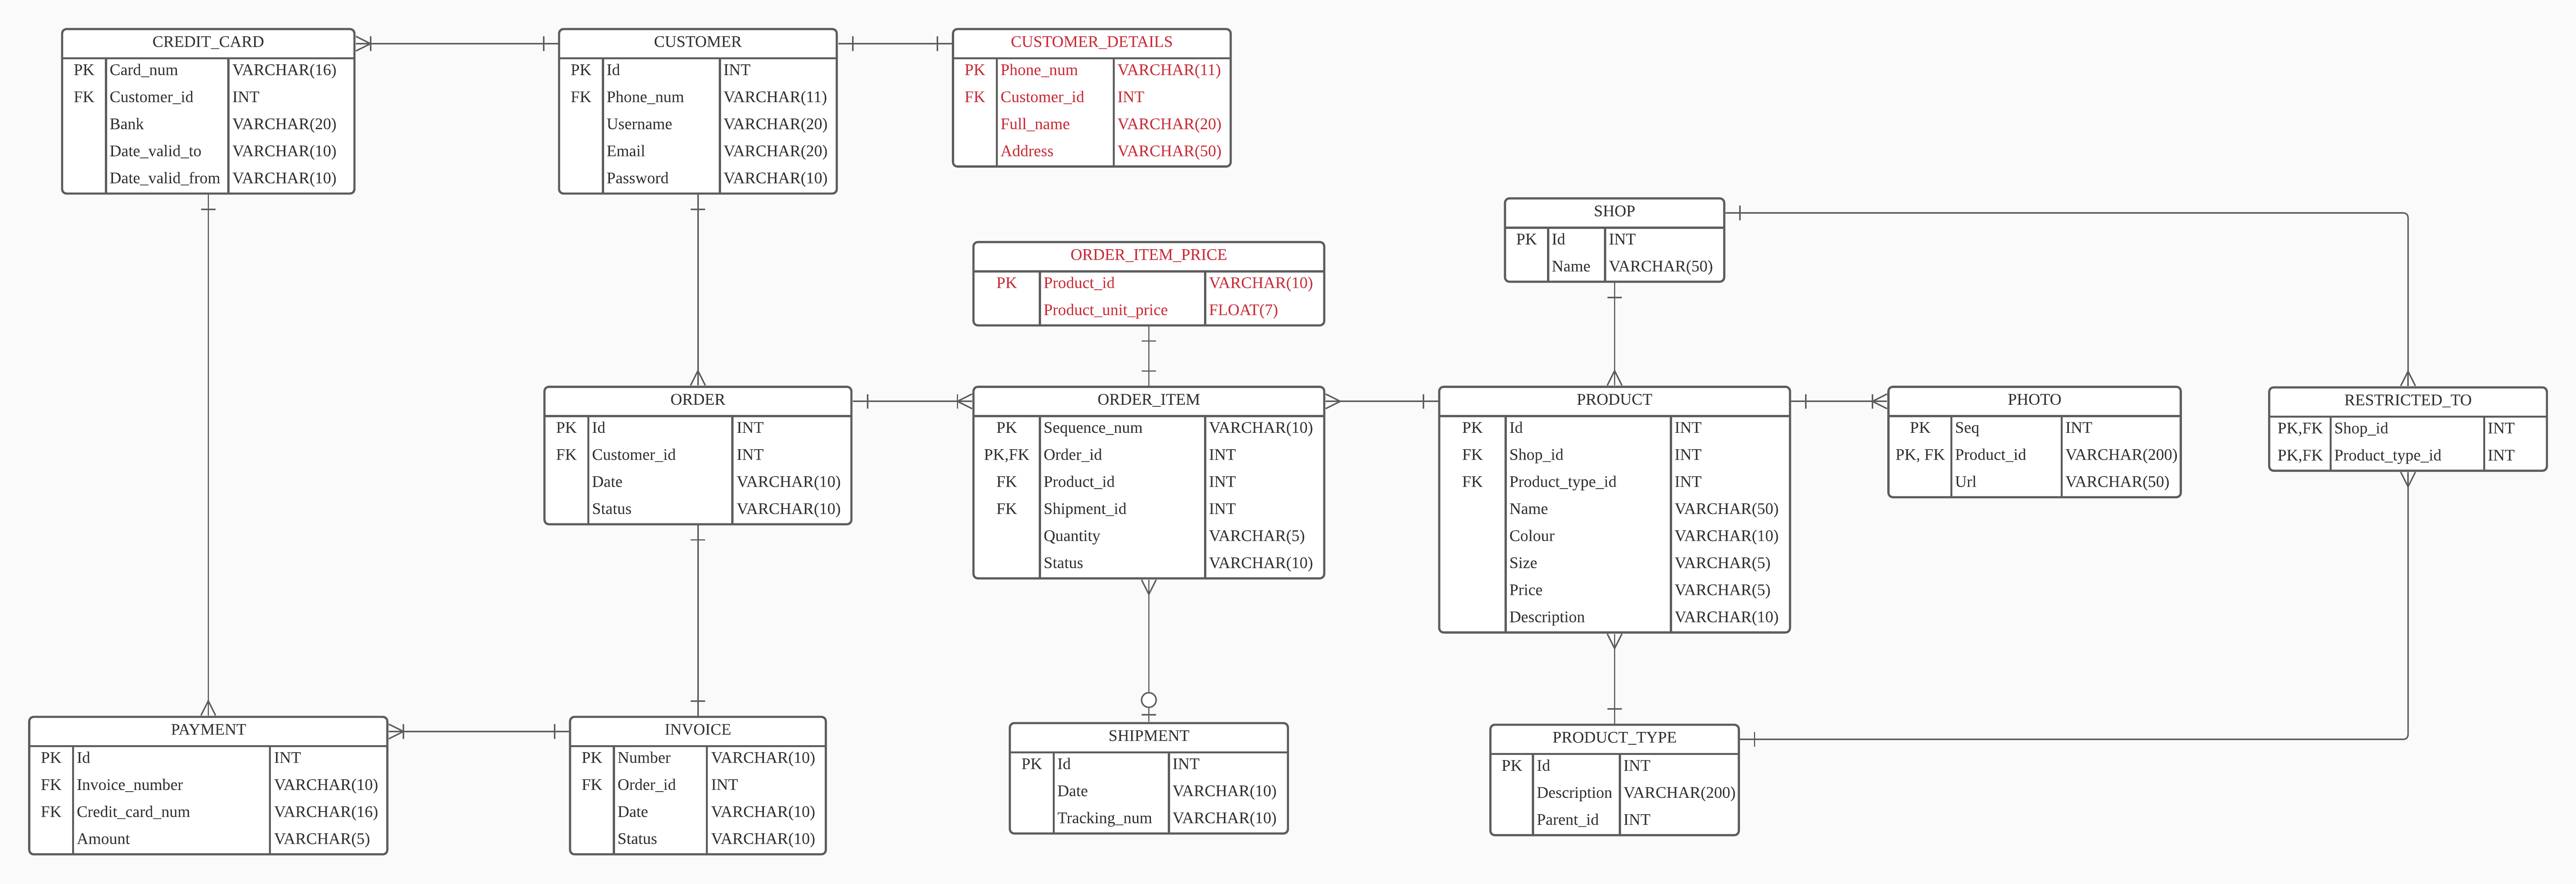 CREDIT_CARD
PK Card_num VARCHAR(16)
FK Customer_id INT
Bank VARCHAR(20)
Date_valid_to VARCHAR(10)
Date_valid_from VARCHAR(10)
CUSTOMER
PK Id INT
FK Phone_num VARCHAR(11)
Username VARCHAR(20)
Email VARCHAR(20)
Password VARCHAR(10)
CUSTOMER_DETAILS
PK Phone_num VARCHAR(11)
FK Customer_id INT
Full_name VARCHAR(20)
Address VARCHAR(50)
SHOP
PK Id INT
Name VARCHAR(50)
ORDER_ITEM_PRICE
PK Product_id VARCHAR(10)
Product_unit_price FLOAT(7)
ORDER
PK Id INT
FK Customer_id INT
Date VARCHAR(10)
Status VARCHAR(10)
ORDER_ITEM
PK Sequence_num VARCHAR(10)
PK,FK Order_id INT
FK Product_id INT
FK Shipment_id INT
Quantity VARCHAR(5)
Status VARCHAR(10)
PRODUCT
PK Id INT
FK Shop_id INT
FK Product_type_id INT
Name VARCHAR(50)
Colour VARCHAR(10)
Size VARCHAR(5)
Price VARCHAR(5)
Description VARCHAR(10)
PHOTO
PK Seq INT
PK, FK Product_id VARCHAR(200)
Url VARCHAR(50)
RESTRICTED_TO
PK,FK Shop_id INT
PK,FK Product_type_id INT
PAYMENT
PK Id INT
FK Invoice_number VARCHAR(10)
FK Credit_card_num VARCHAR(16)
Amount VARCHAR(5)
INVOICE
PK Number VARCHAR(10)
FK Order_id INT
Date VARCHAR(10)
Status VARCHAR(10)
SHIPMENT
PK Id INT
Date VARCHAR(10)
Tracking_num VARCHAR(10)
PRODUCT_TYPE
PK Id INT
Description VARCHAR(200)
Parent_id INT